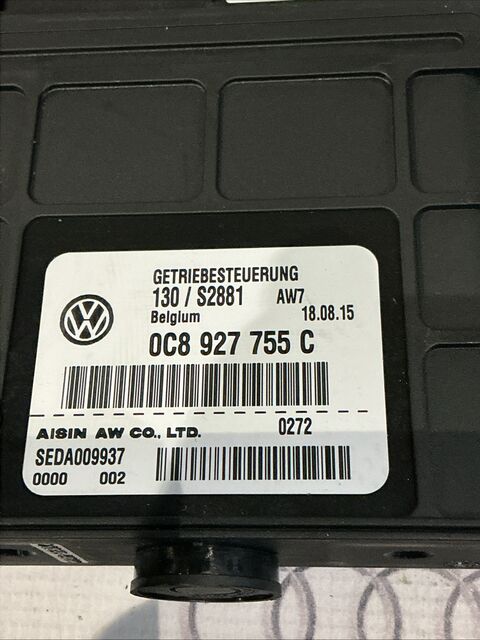 GETRIEBESTEUERUNG
130 / S2881 AW7
Belgium 18.08.15
0C8 927 755 C
AISIN AW CO., LTD. 0272
SEDA009937
0000 002